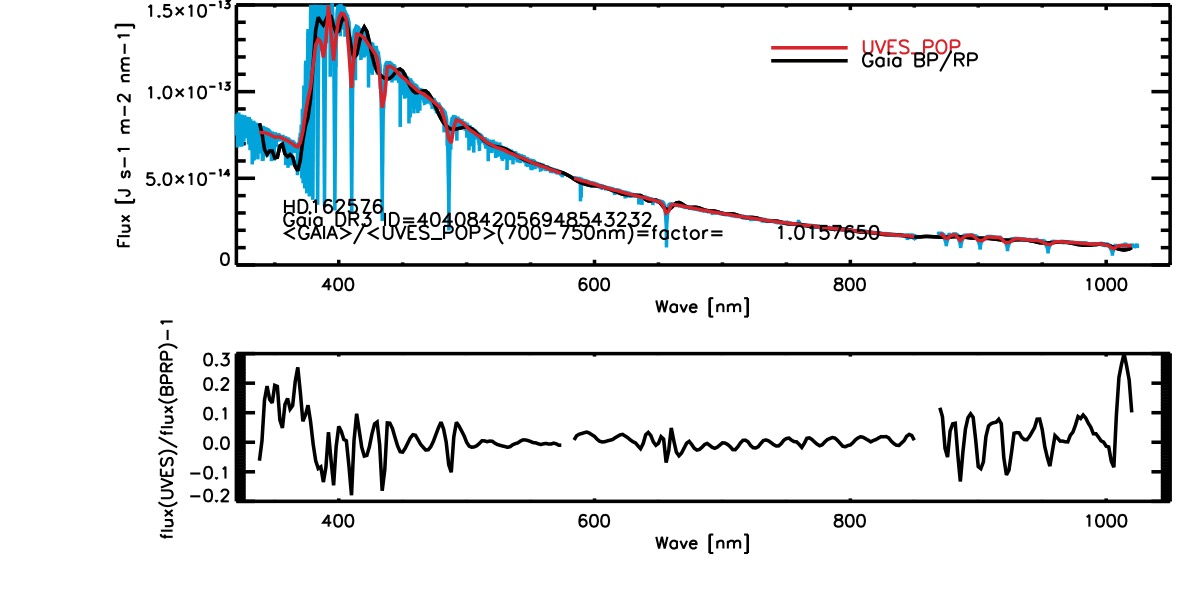 1.5×10−13
1.0×10−13
5.0×10−14
0
Flux [J s−1 m−2 nm−1]
UVES_POP
Gaia BP/RP
HD162576
Gaia DR3 ID=4040842056948543232
<GAIA>/<UVES_POP>(700−750nm)=factor= 1.0157650
400 600 800 1000
Wave [nm]
flux(UVES)/flux(BPRP)−1
0.3
0.2
0.1
0.0
−0.1
−0.2
400 600 800 1000
Wave [nm]